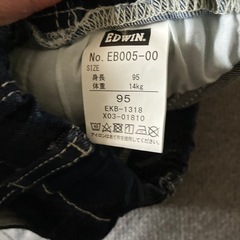 EDWIN.
No. EB005-00
SIZE
身長 95
体重 14kg
95
EKB-1318
X03-01810